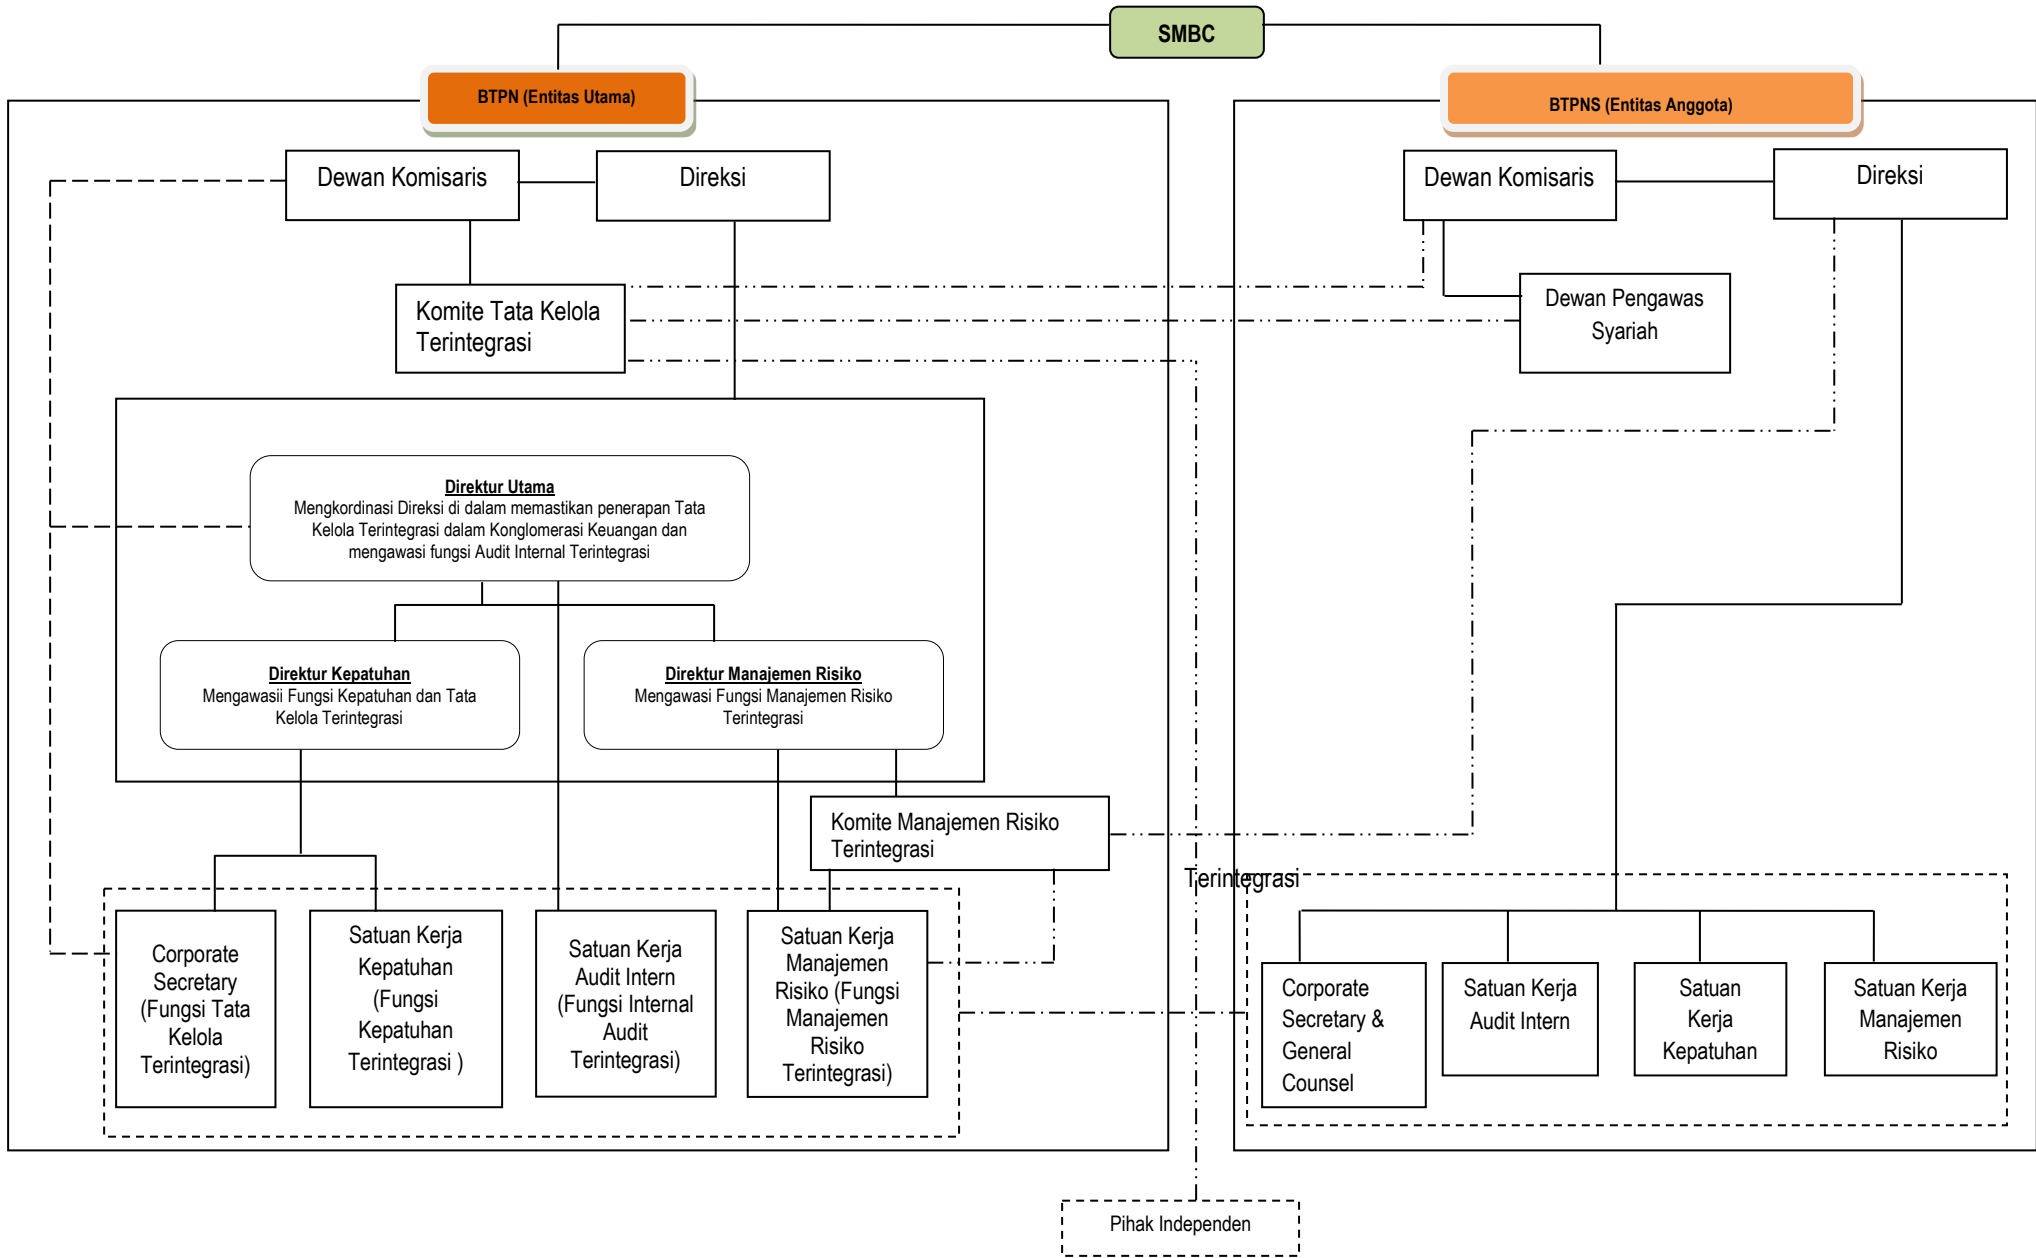 SMBC
BTPN (Entitas Utama)
BTPNS (Entitas Anggota)
Dewan Komisaris
Direksi
Dewan Komisaris
Direksi
Komite Tata Kelola
Terintegrasi
Dewan Pengawas
Syariah
Direktur Utama
Mengkordinasi Direksi di dalam memastikan penerapan Tata
Kelola Terintegrasi dalam Konglomerasi Keuangan dan
mengawasi fungsi Audit Internal Terintegrasi
Direktur Kepatuhan
Mengawasii Fungsi Kepatuhan dan Tata
Kelola Terintegrasi
Direktur Manajemen Risiko
Mengawasi Fungsi Manajemen Risiko
Terintegrasi
Komite Manajemen Risiko
Terintegrasi
Terintegrasi
Corporate
Secretary
(Fungsi Tata
Kelola
Terintegrasi)
Satuan Kerja
Kepatuhan
(Fungsi
Kepatuhan
Terintegrasi )
Satuan Kerja
Audit Intern
(Fungsi Internal
Audit
Terintegrasi)
Satuan Kerja
Manajemen
Risiko (Fungsi
Manajemen
Risiko
Terintegrasi)
Corporate
Secretary &
General
Counsel
Satuan Kerja
Audit Intern
Satuan
Kerja
Kepatuhan
Satuan Kerja
Manajemen
Risiko
Pihak Independen